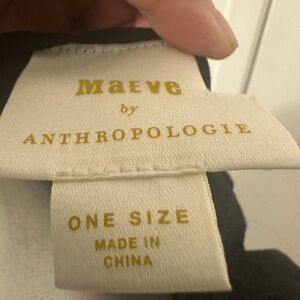 Maeve
by
ANTHROPOLOGIE
ONE SIZE
MADE IN
CHINA